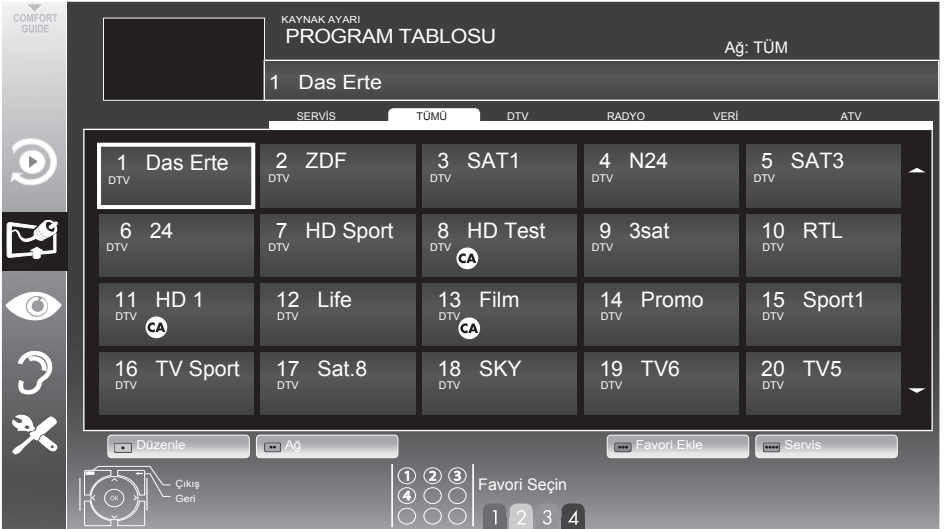 COMFORT
GUIDE
KAYNAK AYARI
PROGRAM TABLOSU
Ağ: TÜM
1 Das Erte
SERVİS TÜMÜ DTV RADYO VERİ ATV
1 Das Erte
DTV
2 ZDF
DTV
3 SAT1
DTV
4 N24
DTV
5 SAT3
DTV
6 24
DTV
7 HD Sport
DTV
8 HD Test
DTV
CA
9 3sat
DTV
10 RTL
DTV
11 HD 1
DTV
CA
12 Life
DTV
13 Film
DTV
CA
14 Promo
DTV
15 Sport1
DTV
16 TV Sport
DTV
17 Sat.8
DTV
18 SKY
DTV
19 TV6
DTV
20 TV5
DTV
Düzenle
Ağ
Favori Ekle
Servis
Çıkış
Geri
OK
1 2 3
4
Favori Seçin
1 2 3 4